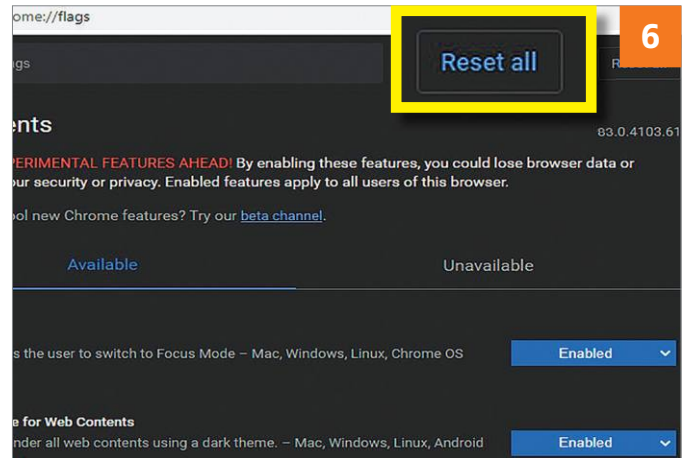 ome://flags
6
Reset all
gs
ents
83.0.4103.61
PERIMENTAL FEATURES AHEAD! By enabling these features, you could lose browser data or
our security or privacy. Enabled features apply to all users of this browser.
ol new Chrome features? Try our beta channel.
Available Unavailable
s the user to switch to Focus Mode – Mac, Windows, Linux, Chrome OS Enabled
e for Web Contents
nder all web contents using a dark theme. – Mac, Windows, Linux, Android Enabled